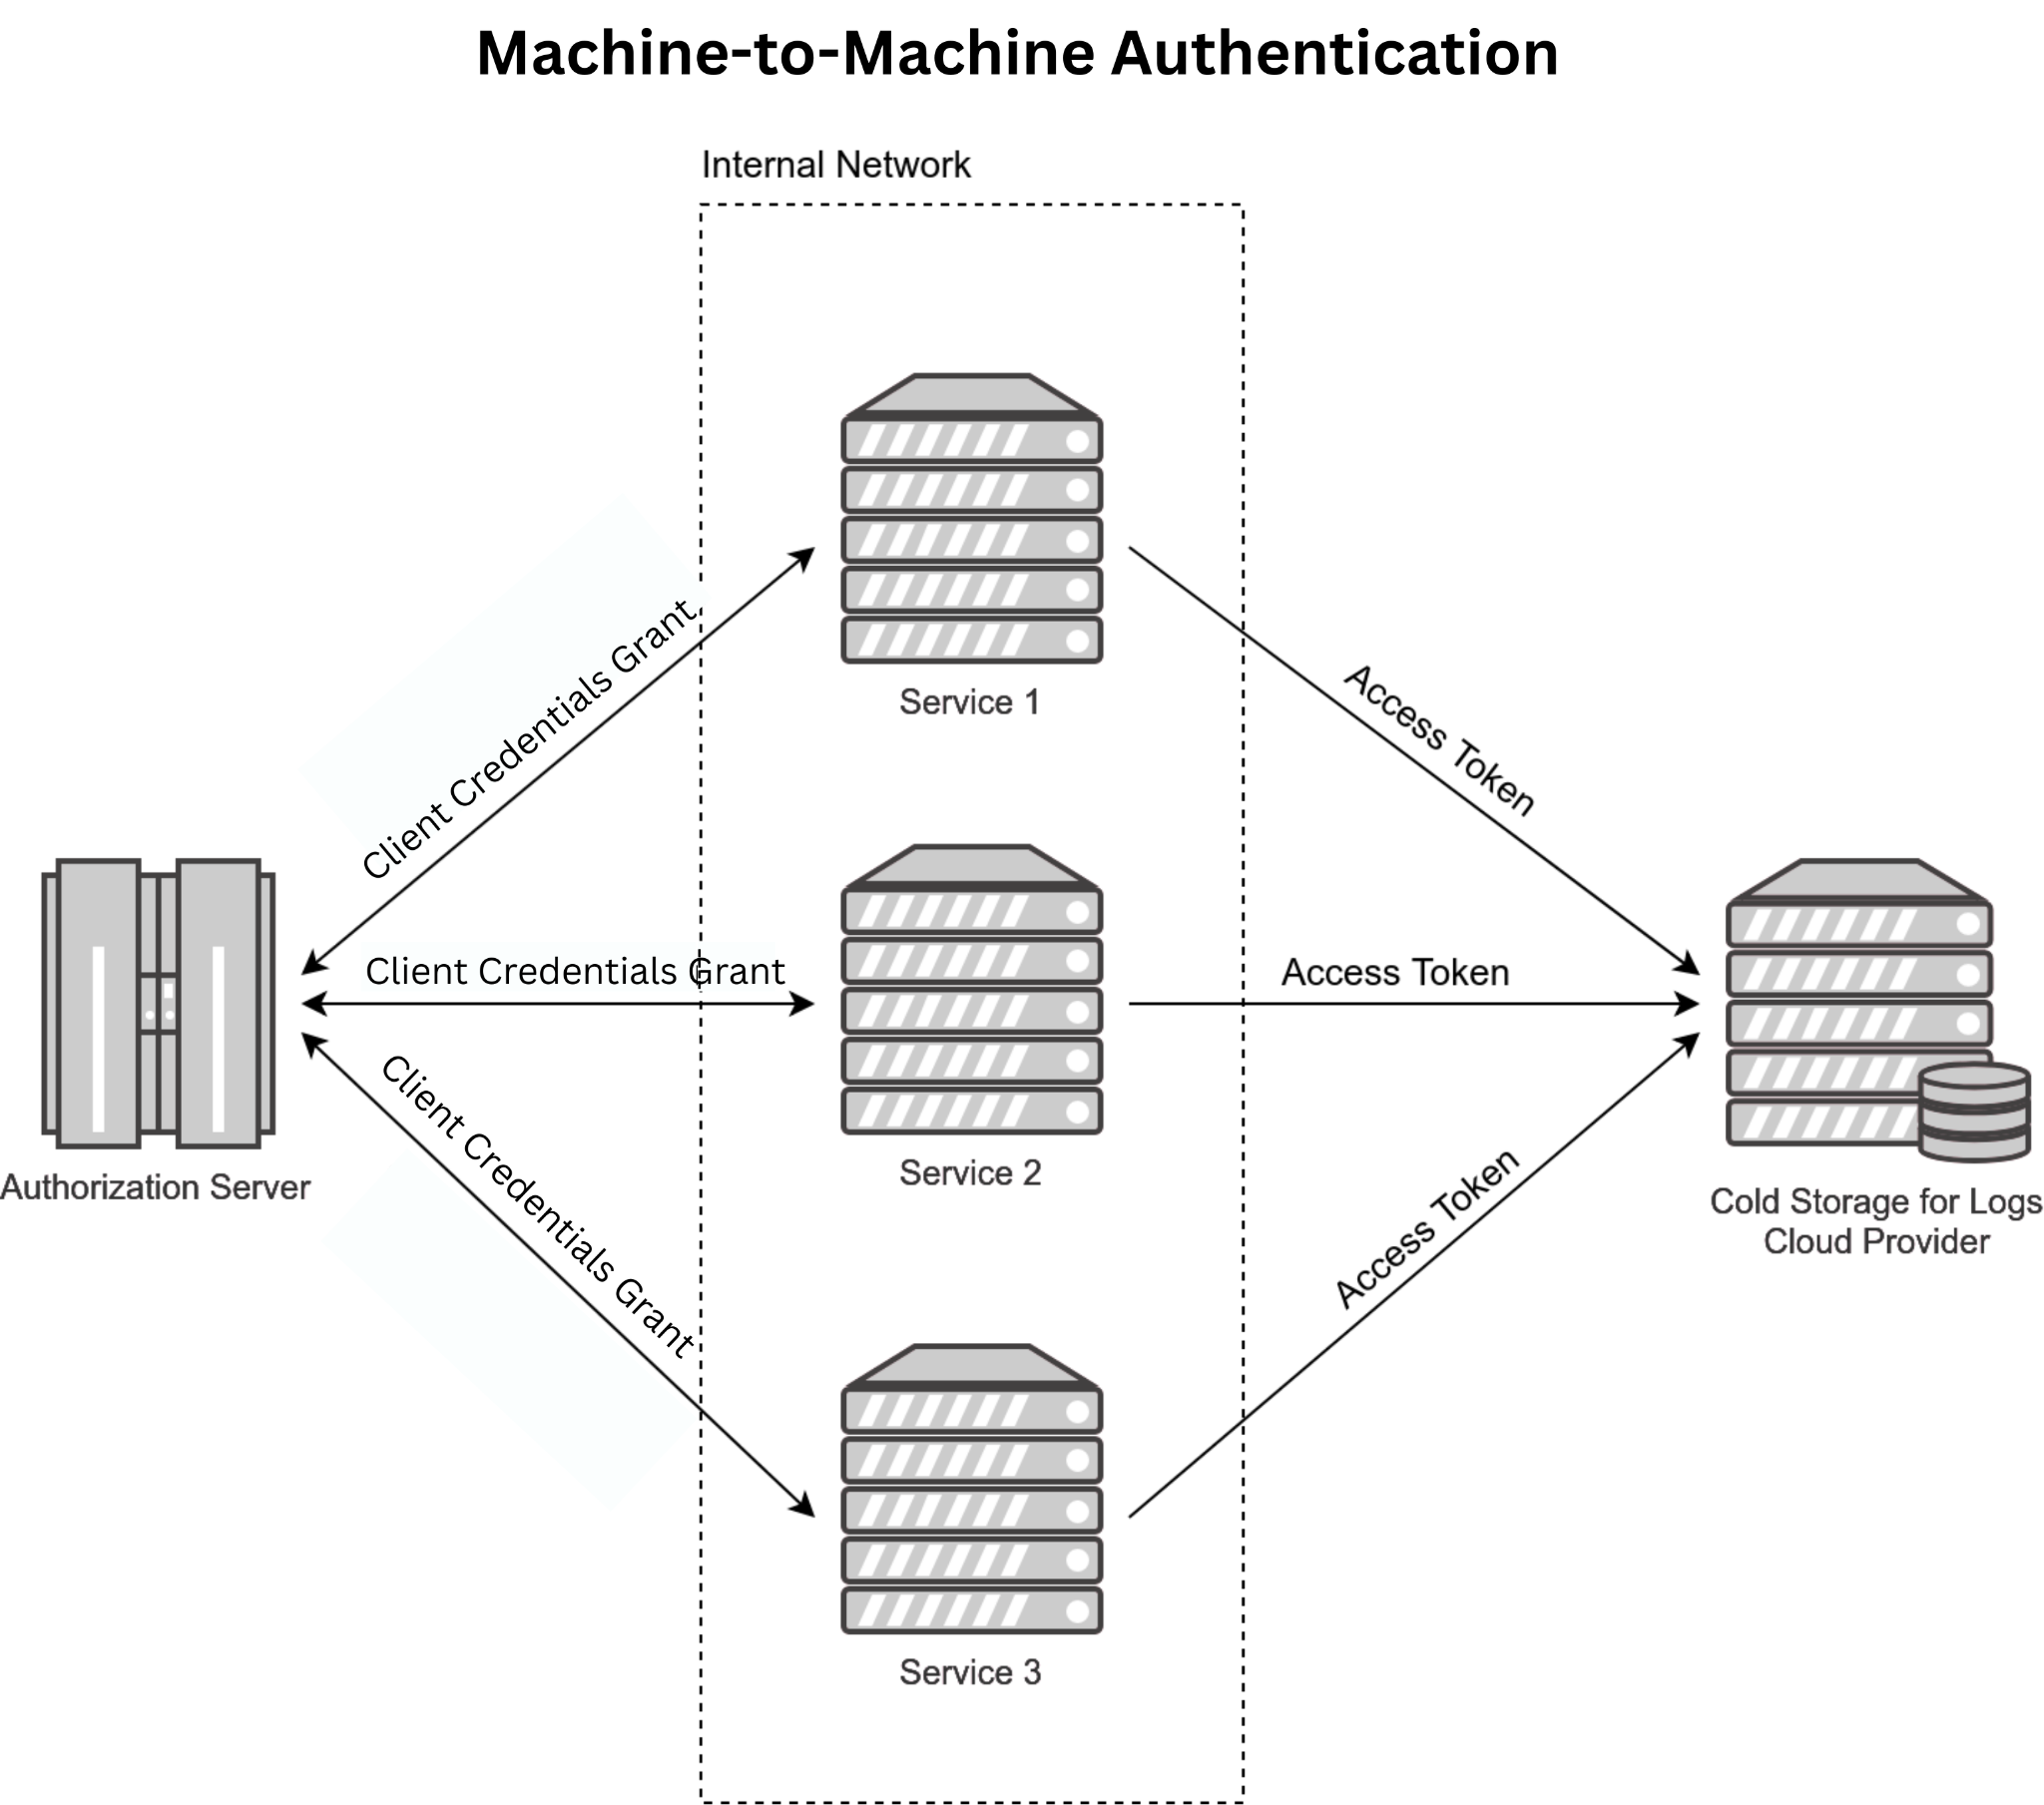 Machine-to-Machine Authentication
Internal Network
Client Credentials Grant
Service 1
Access Token
Client Credentials Grant
Access Token
Authorization Server
Service 2
Cold Storage for Logs
Cloud Provider
Client Credentials Grant
Access Token
Service 3